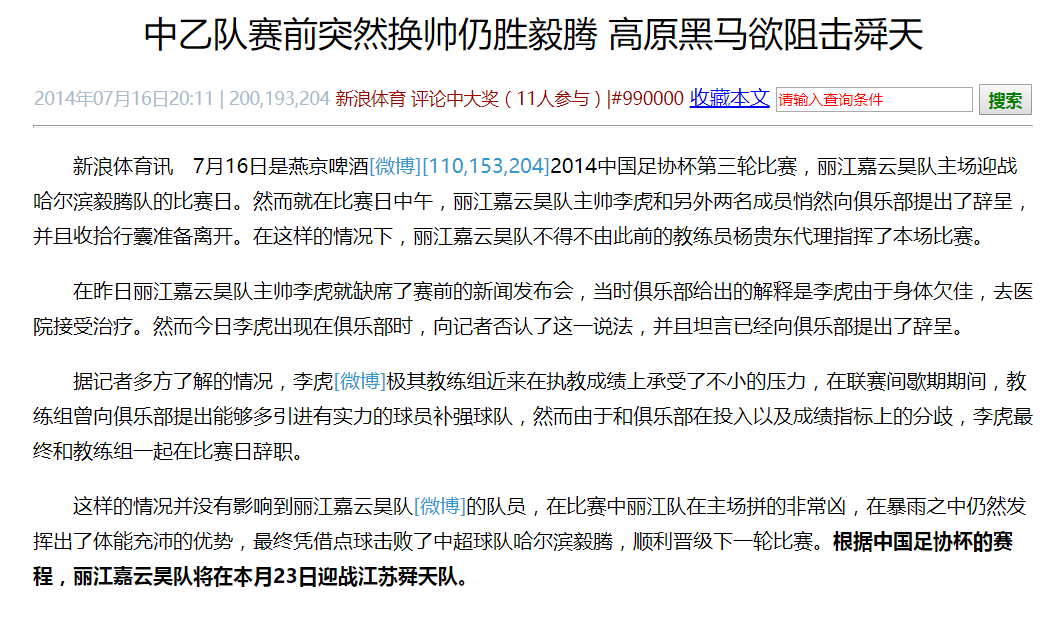 中乙队赛前突然换帅仍胜毅腾 高原黑马欲阻击舜天
2014年07月16日20:11 | 200,193,204 新浪体育 评论中大奖（11人参与）|#990000 收藏本文 请输入查询条件 搜索
新浪体育讯　7月16日是燕京啤酒[微博][110,153,204]2014中国足协杯第三轮比赛，丽江嘉云昊队主场迎战
哈尔滨毅腾队的比赛日。然而就在比赛日中午，丽江嘉云昊队主帅李虎和另外两名成员悄然向俱乐部提出了辞呈，
并且收拾行囊准备离开。在这样的情况下，丽江嘉云昊队不得不由此前的教练员杨贵东代理指挥了本场比赛。
在昨日丽江嘉云昊队主帅李虎就缺席了赛前的新闻发布会，当时俱乐部给出的解释是李虎由于身体欠佳，去医
院接受治疗。然而今日李虎出现在俱乐部时，向记者否认了这一说法，并且坦言已经向俱乐部提出了辞呈。
据记者多方了解的情况，李虎[微博]极其教练组近来在执教成绩上承受了不小的压力，在联赛间歇期期间，教
练组曾向俱乐部提出能够多引进有实力的球员补强球队，然而由于和俱乐部在投入以及成绩指标上的分歧，李虎最
终和教练组一起在比赛日辞职。
这样的情况并没有影响到丽江嘉云昊队[微博]的队员，在比赛中丽江队在主场拼的非常凶，在暴雨之中仍然发
挥出了体能充沛的优势，最终凭借点球击败了中超球队哈尔滨毅腾，顺利晋级下一轮比赛。根据中国足协杯的赛
程，丽江嘉云昊队将在本月23日迎战江苏舜天队。